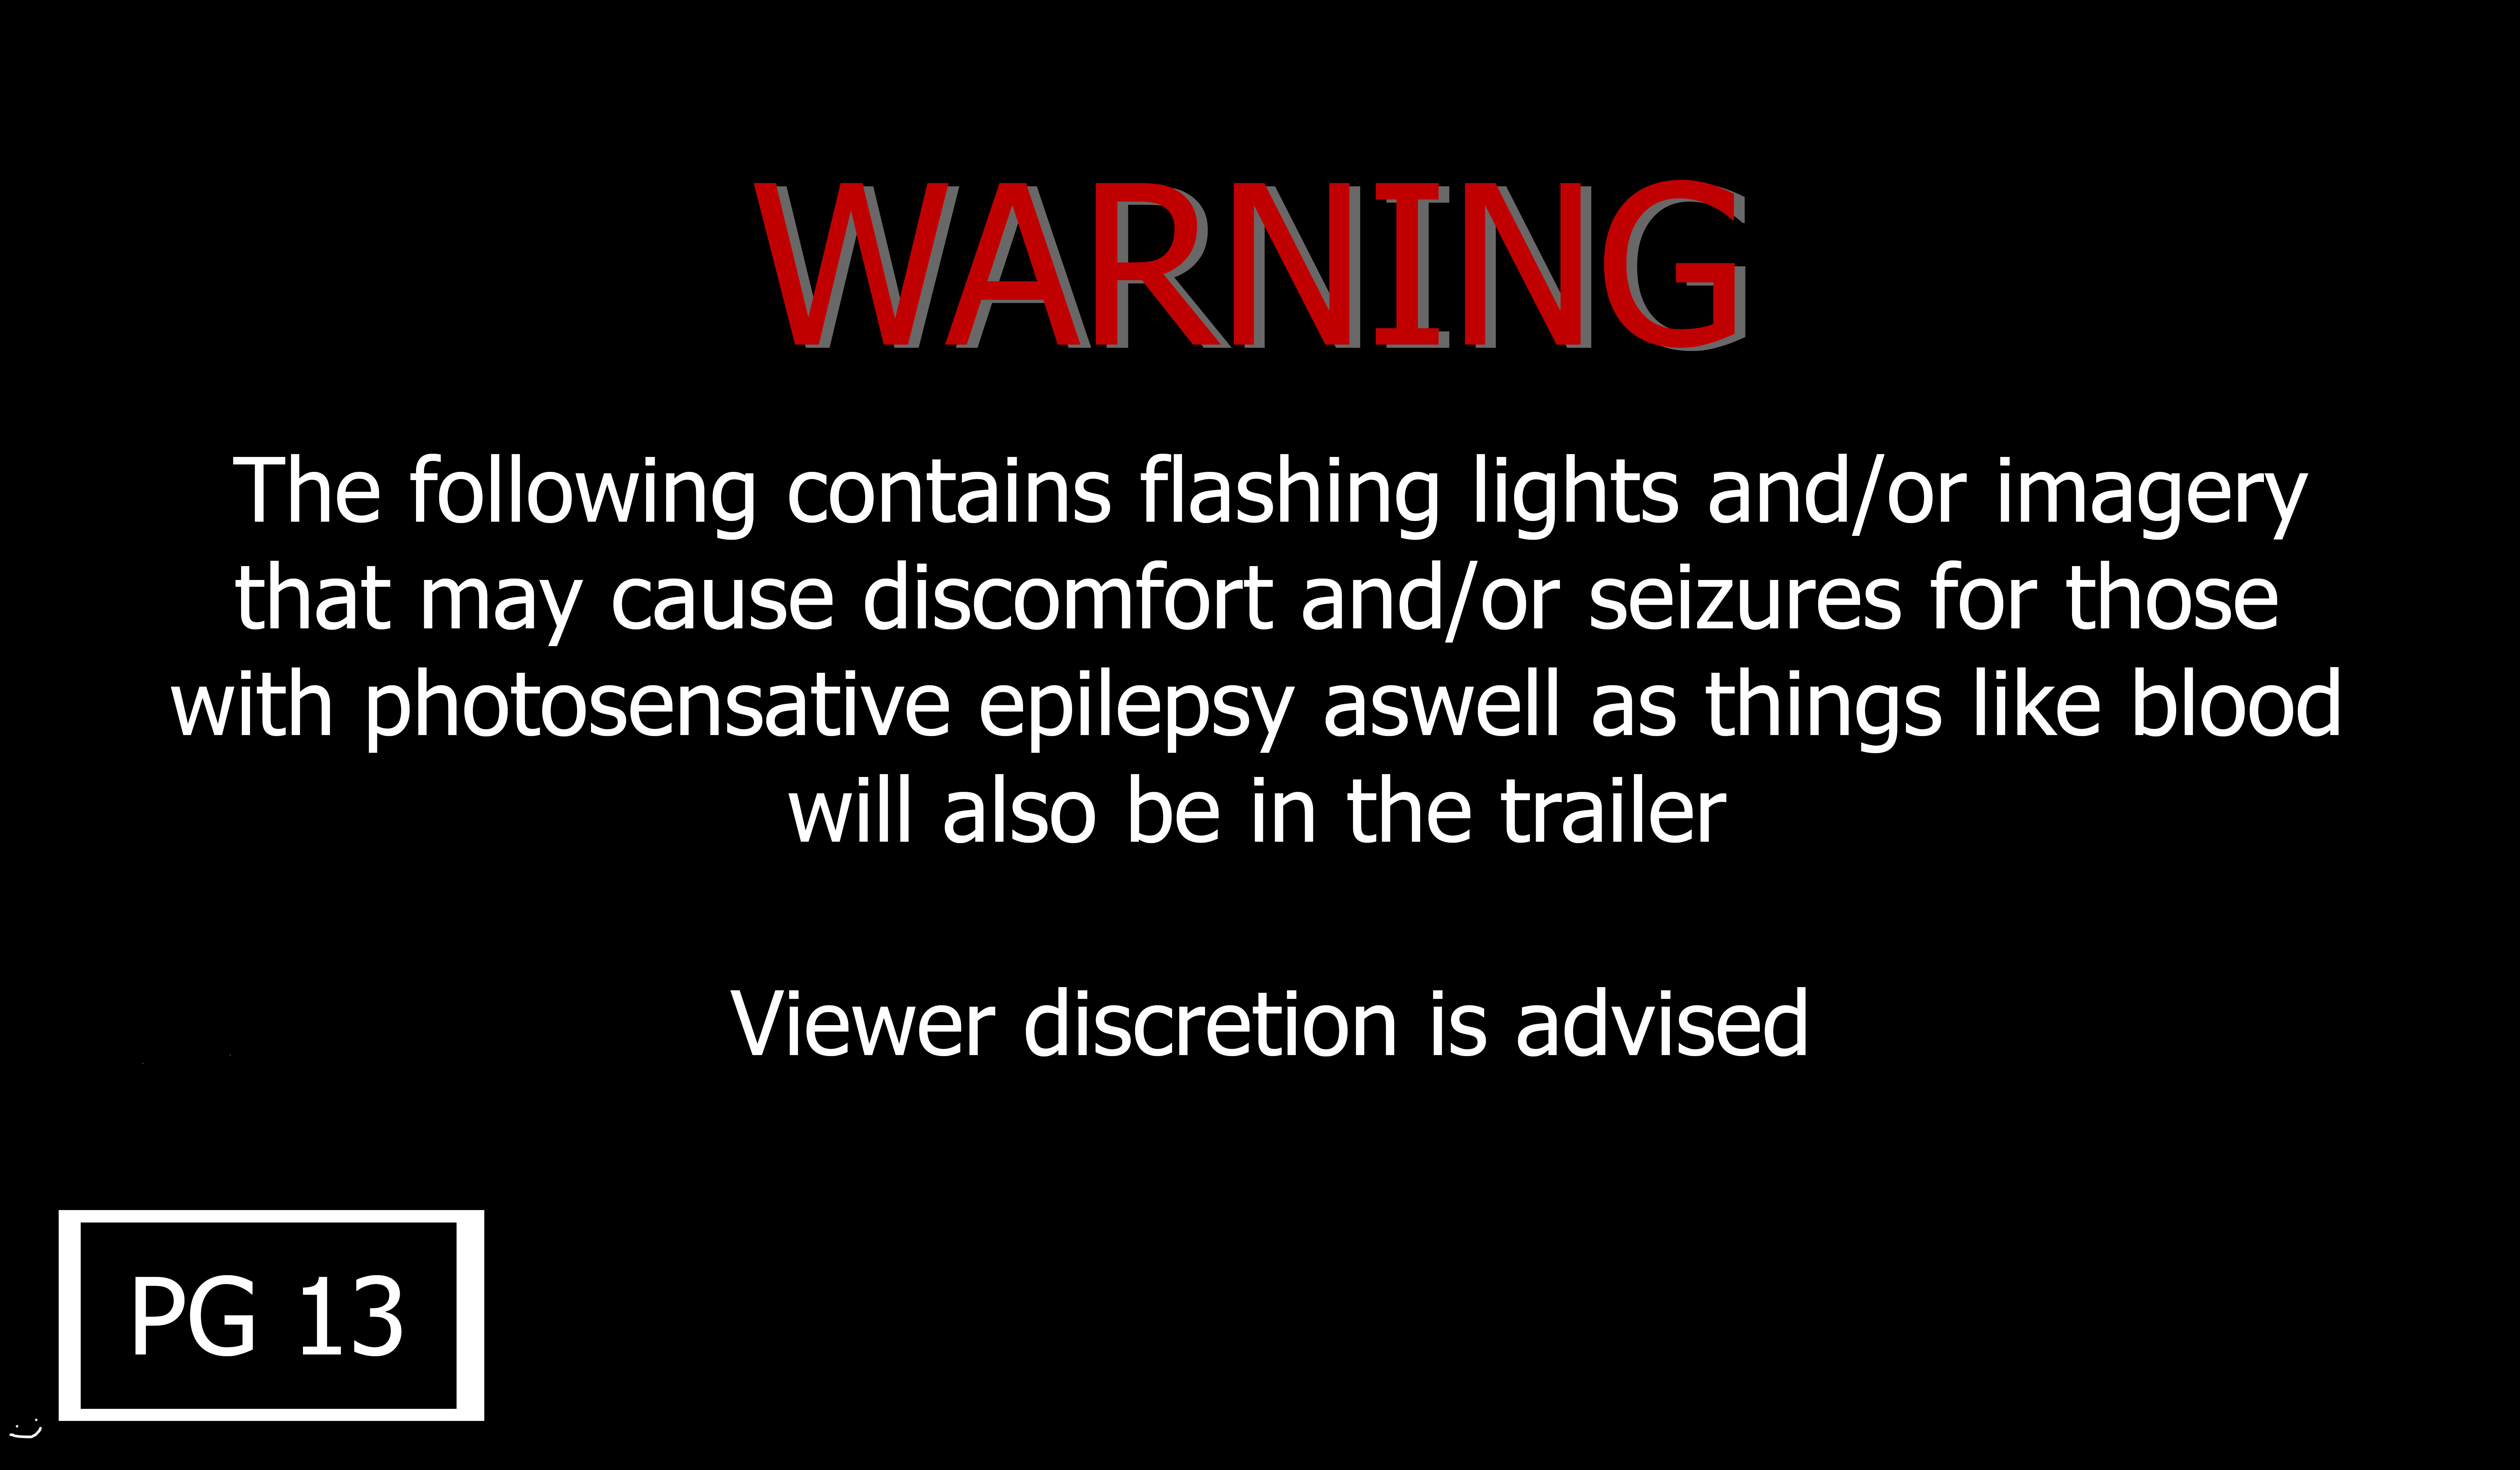 WARNING
The following contains flashing lights and/or imagery
that may cause discomfort and/or seizures for those
with photosensative epilepsy aswell as things like blood
will also be in the trailer
Viewer discretion is advised
PG 13